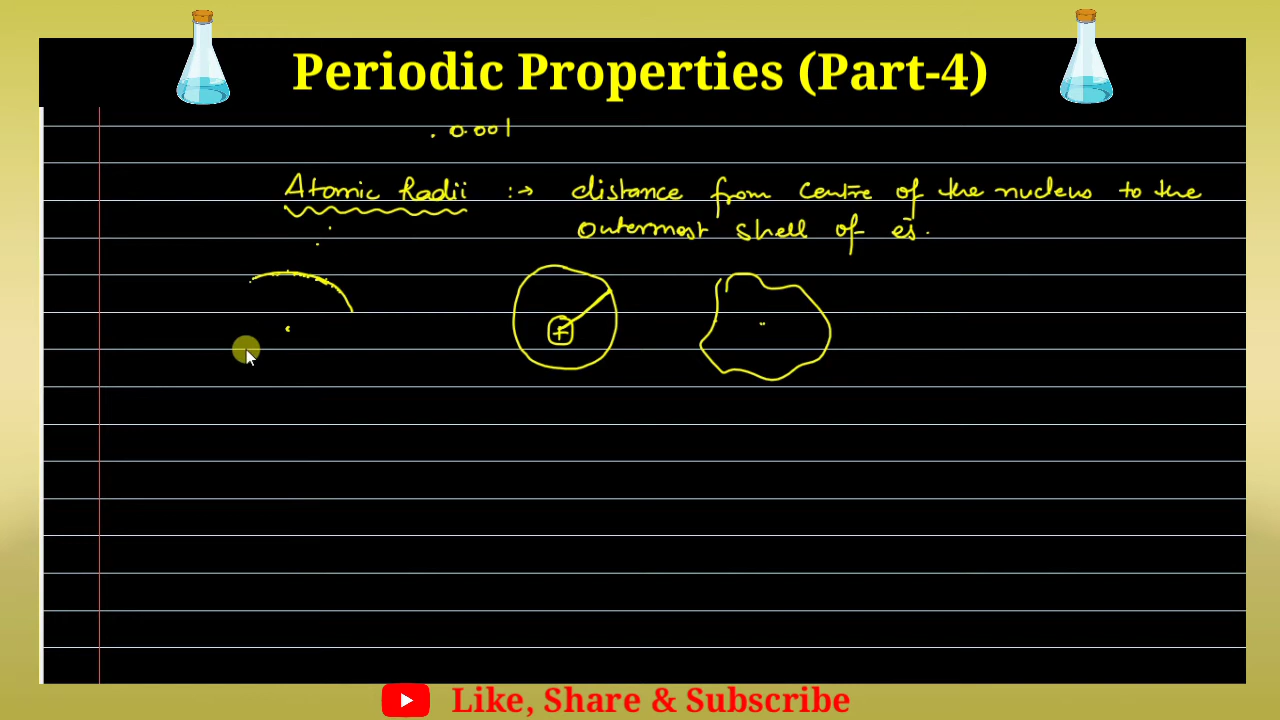 Periodic Properties (Part-4)
. 0.001
Atomic Radii :→ distance from centre of the nucleus to the
outermost shell of es.
+
Like, Share & Subscribe